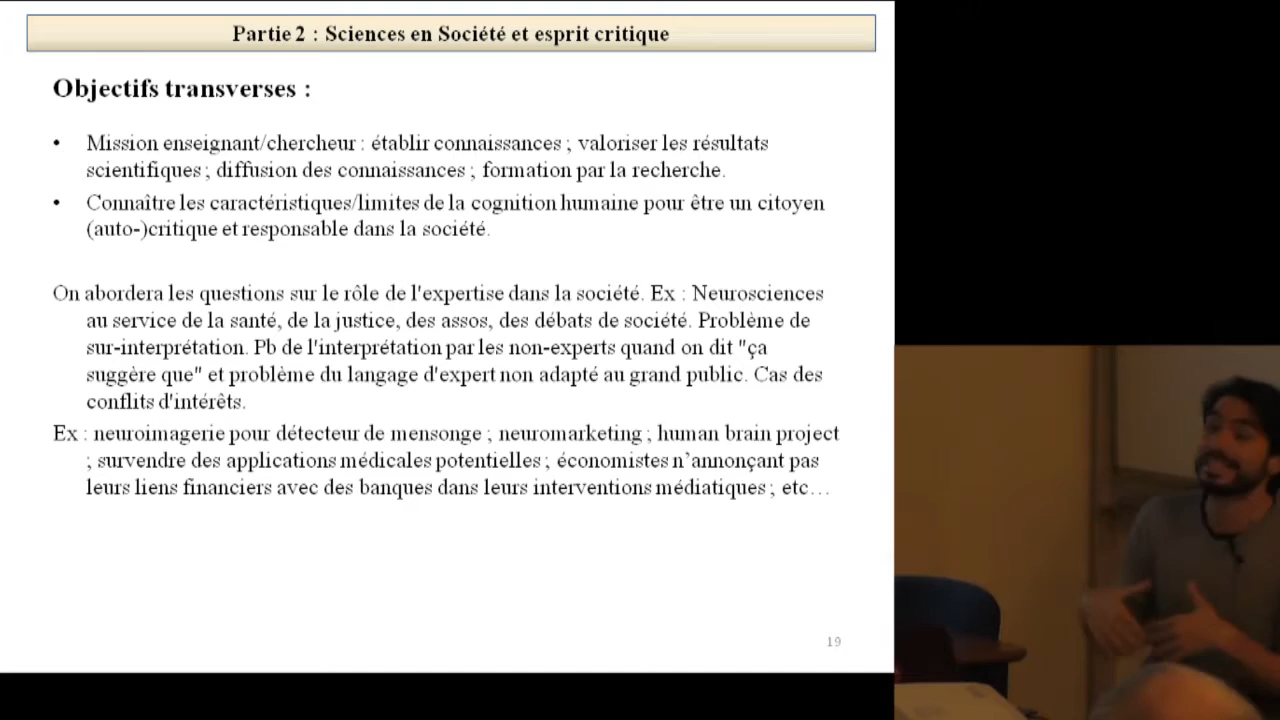 Partie 2 : Sciences en Société et esprit critique
Objectifs transverses :
• Mission enseignant/chercheur : établir connaissances ; valoriser les résultats
scientifiques ; diffusion des connaissances ; formation par la recherche.
• Connaître les caractéristiques/limites de la cognition humaine pour être un citoyen
(auto-)critique et responsable dans la société.
On abordera les questions sur le rôle de l'expertise dans la société. Ex : Neurosciences
au service de la santé, de la justice, des assos, des débats de société. Problème de
sur-interprétation. Pb de l'interprétation par les non-experts quand on dit "ça
suggère que" et problème du langage d'expert non adapté au grand public. Cas des
conflits d'intérêts.
Ex : neuroimagerie pour détecteur de mensonge ; neuromarketing ; human brain project
; survendre des applications médicales potentielles ; économistes n’annonçant pas
leurs liens financiers avec des banques dans leurs interventions médiatiques ; etc…
19